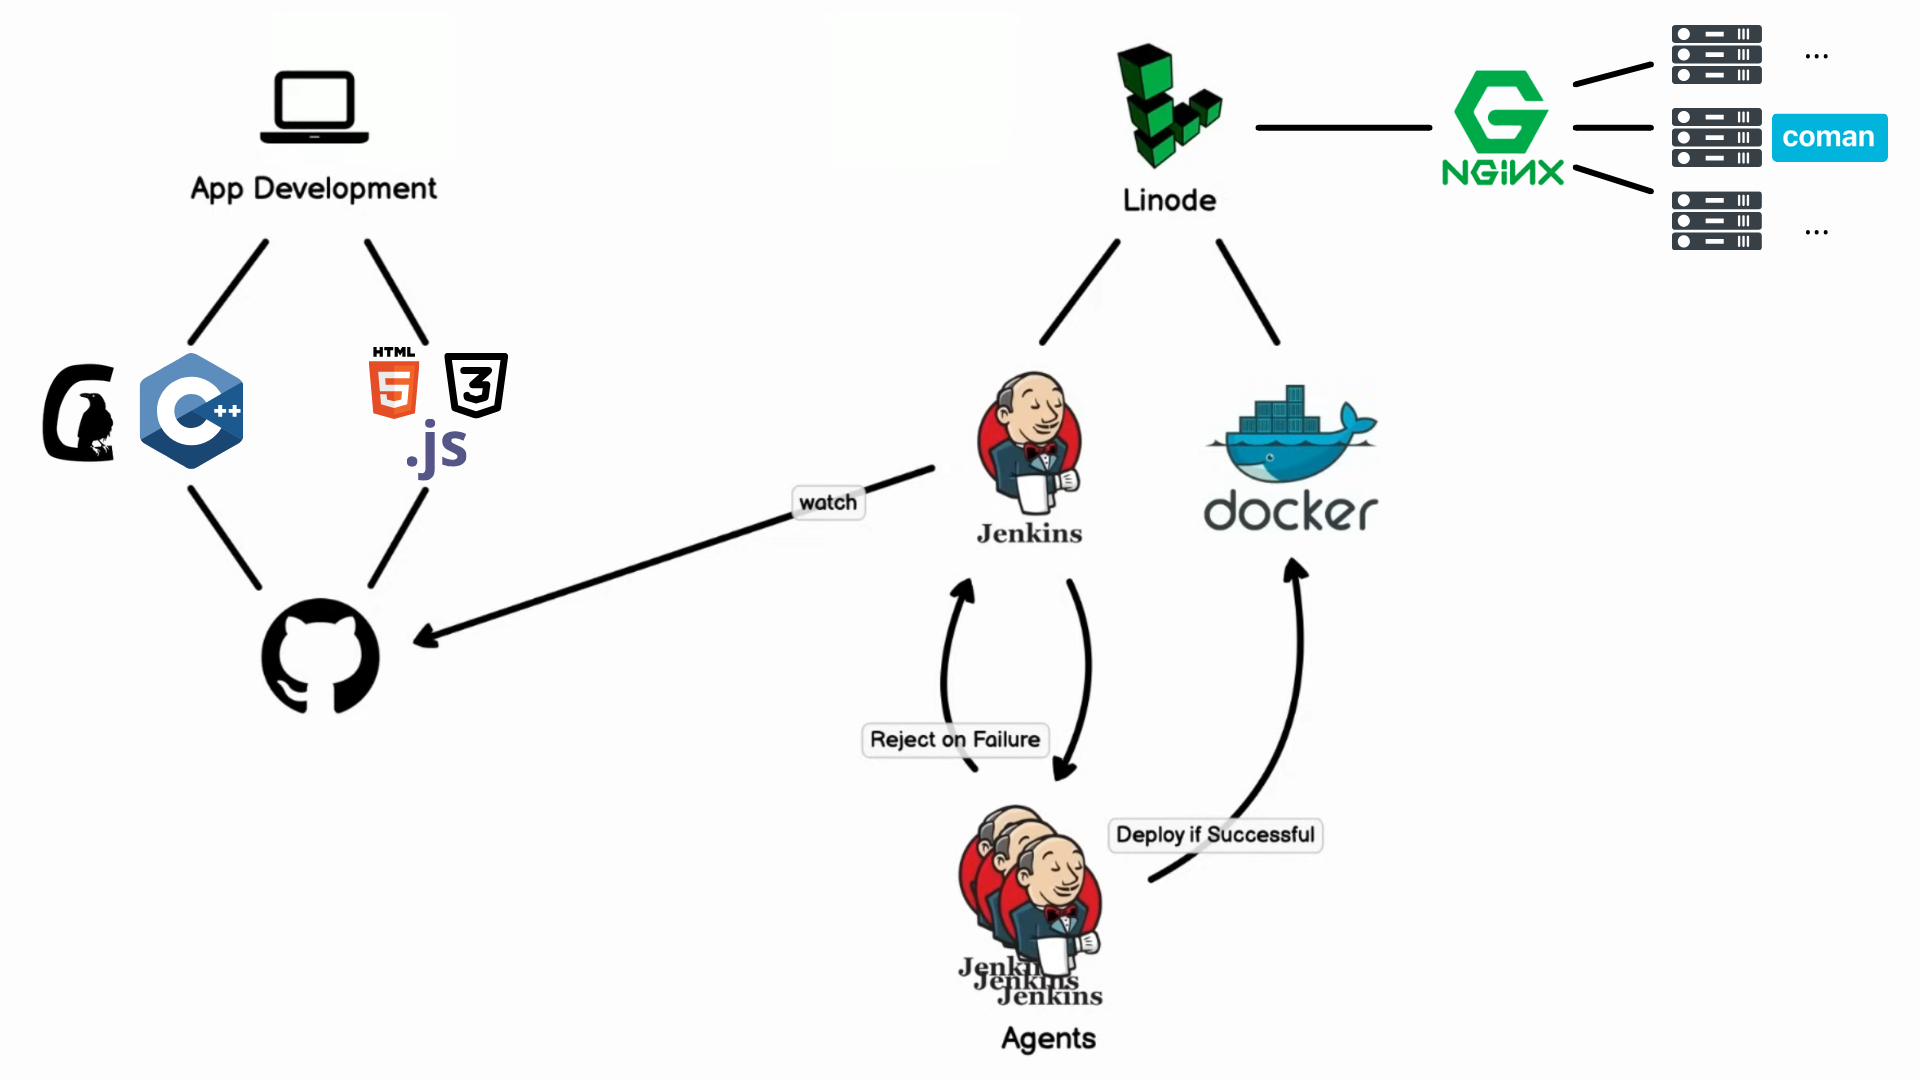 App Development
C
++
HTML
5
3
.js
watch
Linode
NGiNX
...
coman
...
Jenkins
docker
Reject on Failure
Deploy if Successful
Jenkins
Jenkins
Jenkins
Agents